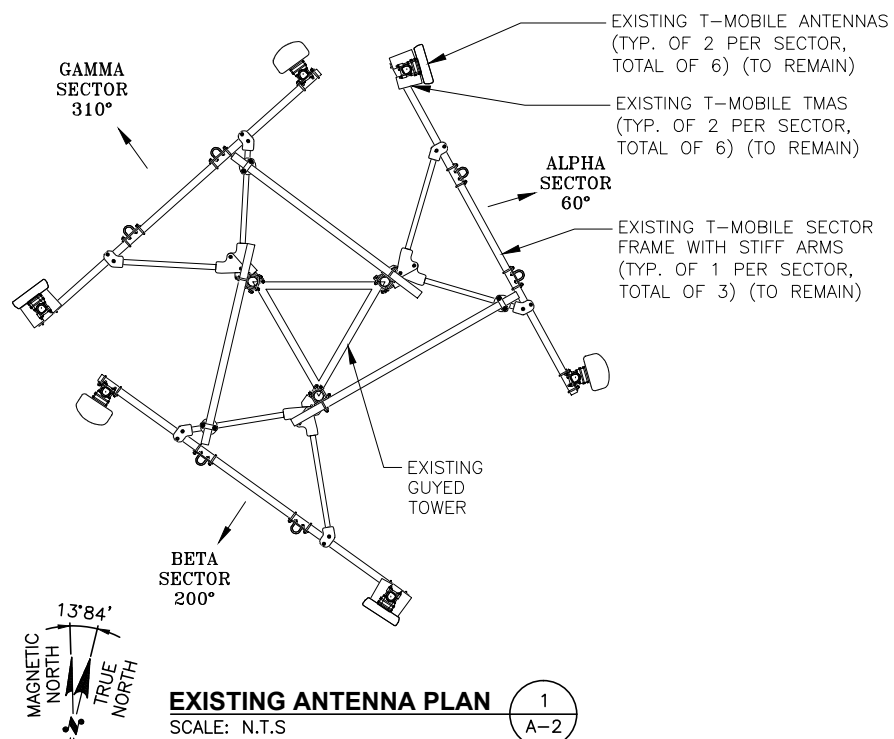 EXISTING T-MOBILE ANTENNAS
(TYP. OF 2 PER SECTOR,
TOTAL OF 6) (TO REMAIN)
GAMMA
SECTOR
310°
EXISTING T-MOBILE TMAS
(TYP. OF 2 PER SECTOR,
TOTAL OF 6) (TO REMAIN)
ALPHA
SECTOR
60°
EXISTING T-MOBILE SECTOR
FRAME WITH STIFF ARMS
(TYP. OF 1 PER SECTOR,
TOTAL OF 3) (TO REMAIN)
EXISTING
GUYED
TOWER
BETA
SECTOR
200°
13°84'
MAGNETIC
NORTH
TRUE
NORTH
N
EXISTING ANTENNA PLAN
SCALE: N.T.S
1
A-2